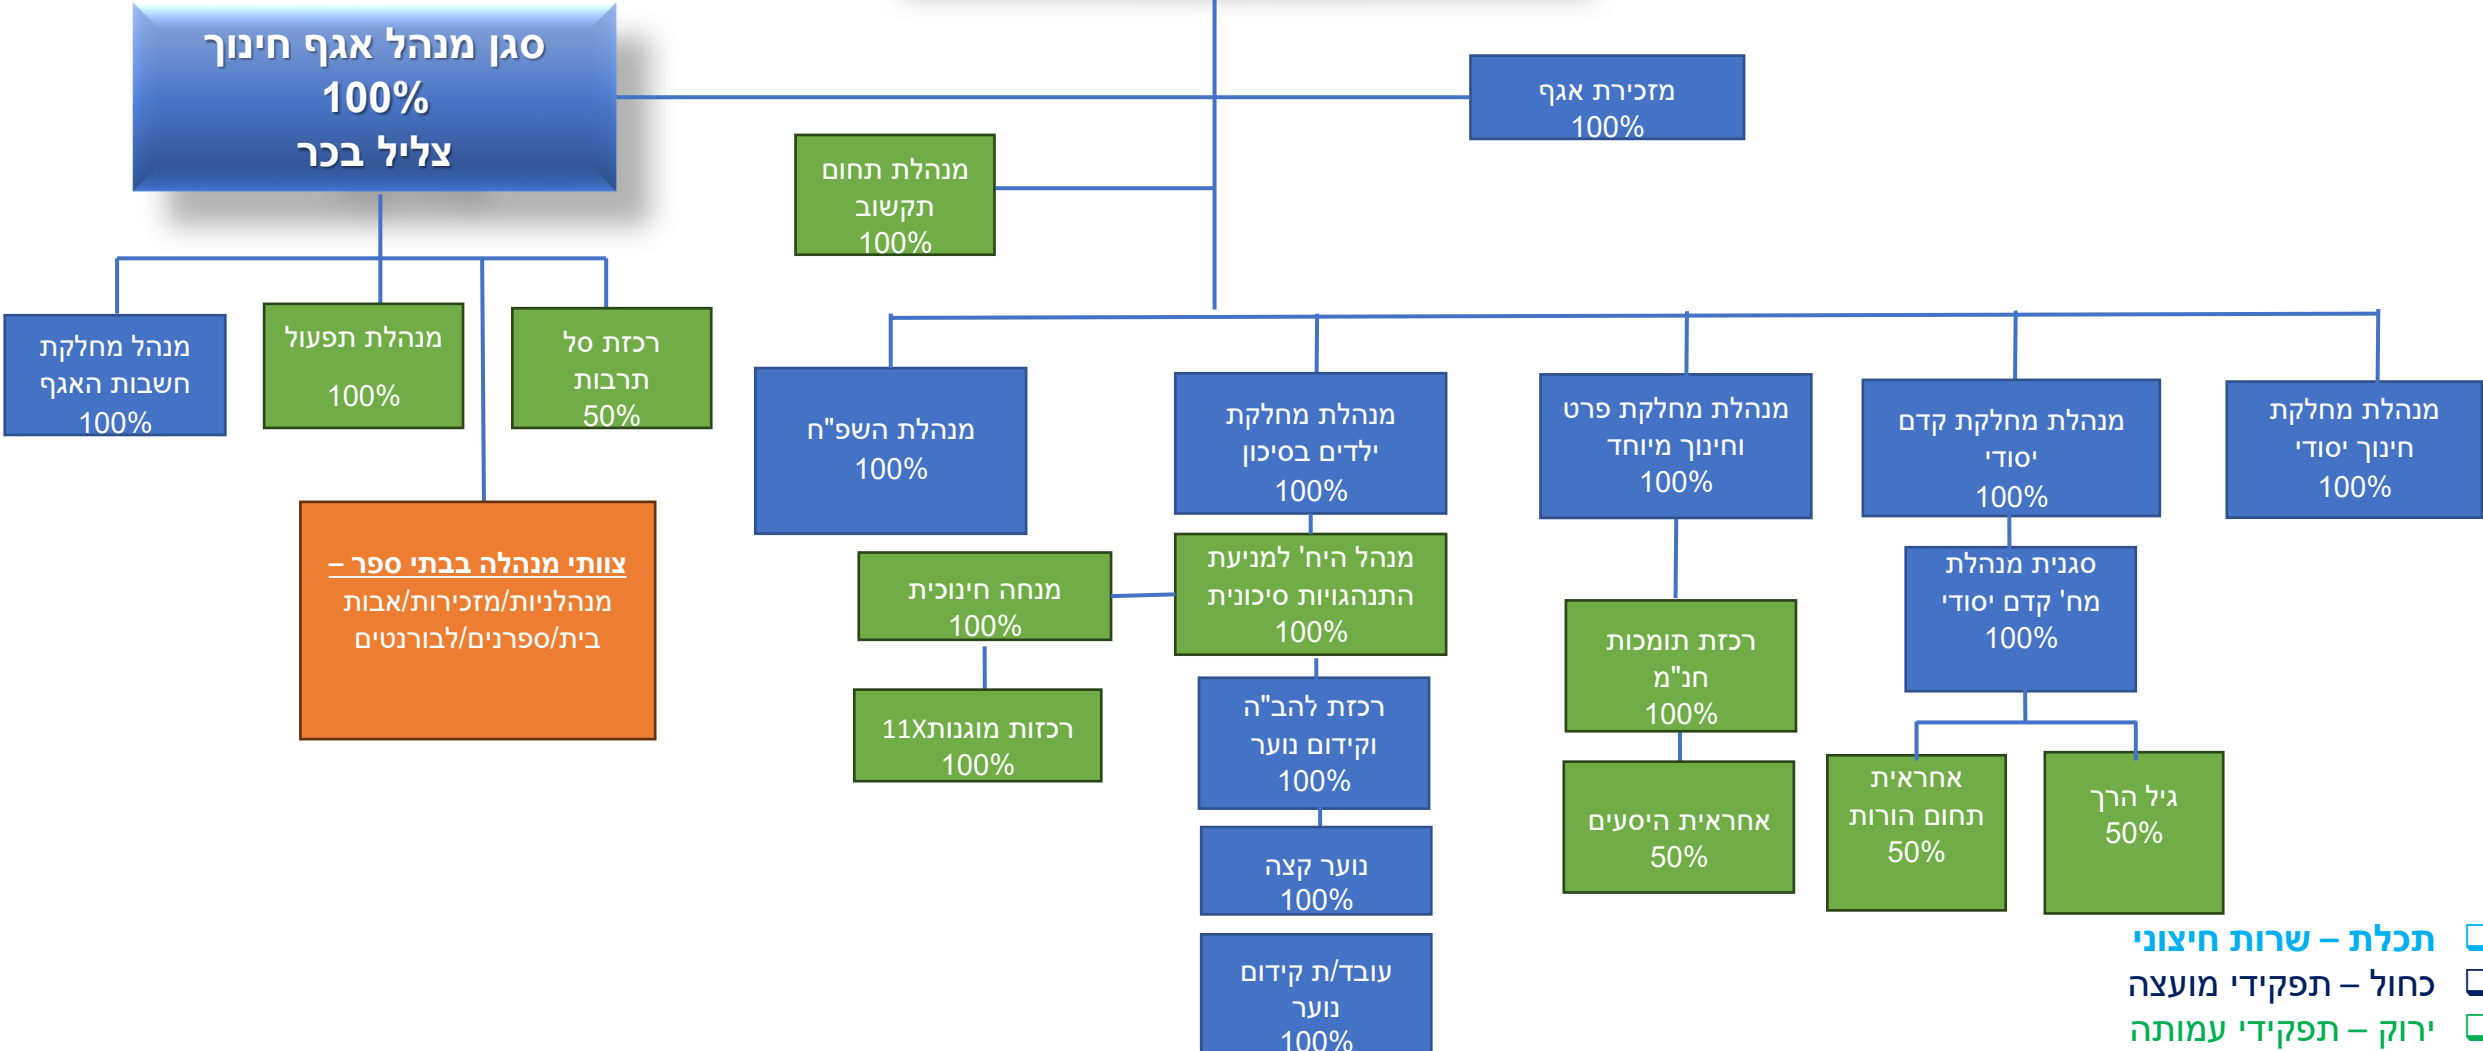 סגן מנהל אגף חינוך
100%
צליל בכר
מזכירת אגף
100%
מנהלת תחום
תקשוב
100%
רכזת סל
תרבות
50%
מנהלת תפעול
100%
מנהל מחלקת
חשבות האגף
100%
צוותי מנהלה בבתי ספר –
מנהלניות/מזכירות/אבות
בית/ספרנים/לבורנטים
מנהלת מחלקת
חינוך יסודי
100%
מנהלת מחלקת קדם
יסודי
100%
סגנית מנהלת
מח' קדם יסודי
100%
גיל הרך
50%
אחראית
תחום הורות
50%
מנהלת מחלקת פרט
וחינוך מיוחד
100%
רכזת תומכות
חנ"מ
100%
אחראית היסעים
50%
מנהלת מחלקת
ילדים בסיכון
100%
מנהל היח' למניעת
התנהגויות סיכונית
100%
מנחה חינוכית
100%
רכזות מוגנות11X
100%
רכזת להב"ה
וקידום נוער
100%
נוער קצה
100%
עובד/ת קידום
נוער
100%
מנהלת השפ"ח
100%
תכלת – שרות חיצוני
כחול – תפקידי מועצה
ירוק – תפקידי עמותה